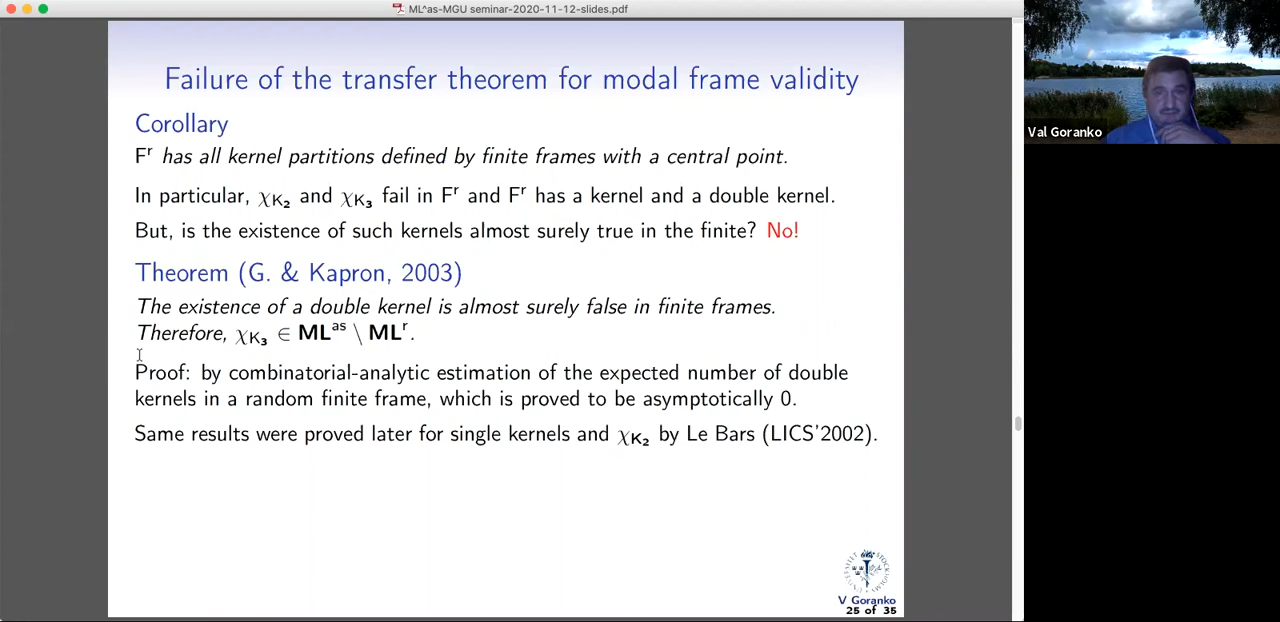 ML^as-MGU seminar-2020-11-12-slides.pdf
Failure of the transfer theorem for modal frame validity
Corollary
Fʳ has all kernel partitions defined by finite frames with a central point.
In particular, χ_K₂ and χ_K₃ fail in Fʳ and Fʳ has a kernel and a double kernel.
But, is the existence of such kernels almost surely true in the finite? No!
Theorem (G. & Kapron, 2003)
The existence of a double kernel is almost surely false in finite frames.
Therefore, χ_K₃ ∈ MLᵃˢ \ MLʳ.
Proof: by combinatorial-analytic estimation of the expected number of double
kernels in a random finite frame, which is proved to be asymptotically 0.
Same results were proved later for single kernels and χ_K₂ by Le Bars (LICS'2002).
V Goranko
25 of 35
Val Goranko